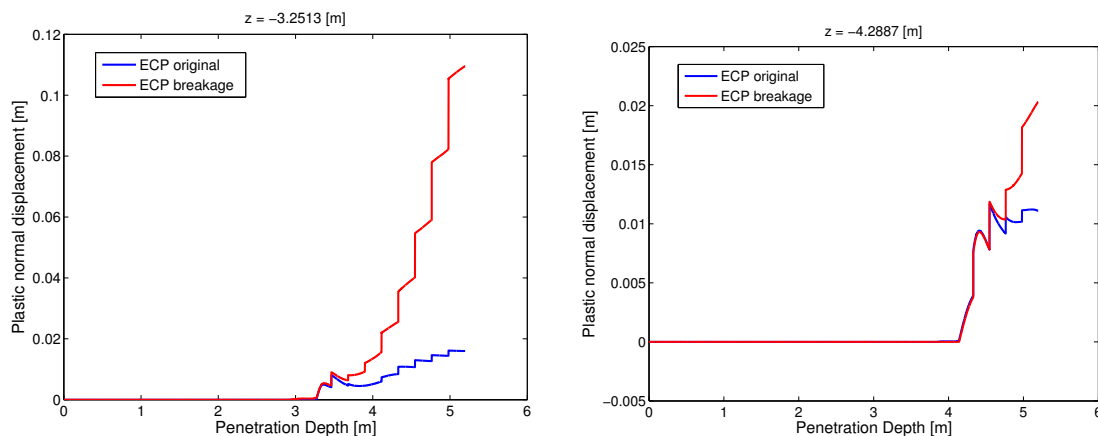 z = −3.2513 [m]
0.12
0.1
0.08
0.06
0.04
0.02
0
Plastic normal displacement [m]
ECP original
ECP breakage
0 1 2 3 4 5 6
Penetration Depth [m]
z = −4.2887 [m]
0.025
0.02
0.015
0.01
0.005
0
−0.005
Plastic normal displacement [m]
ECP original
ECP breakage
0 1 2 3 4 5 6
Penetration Depth [m]